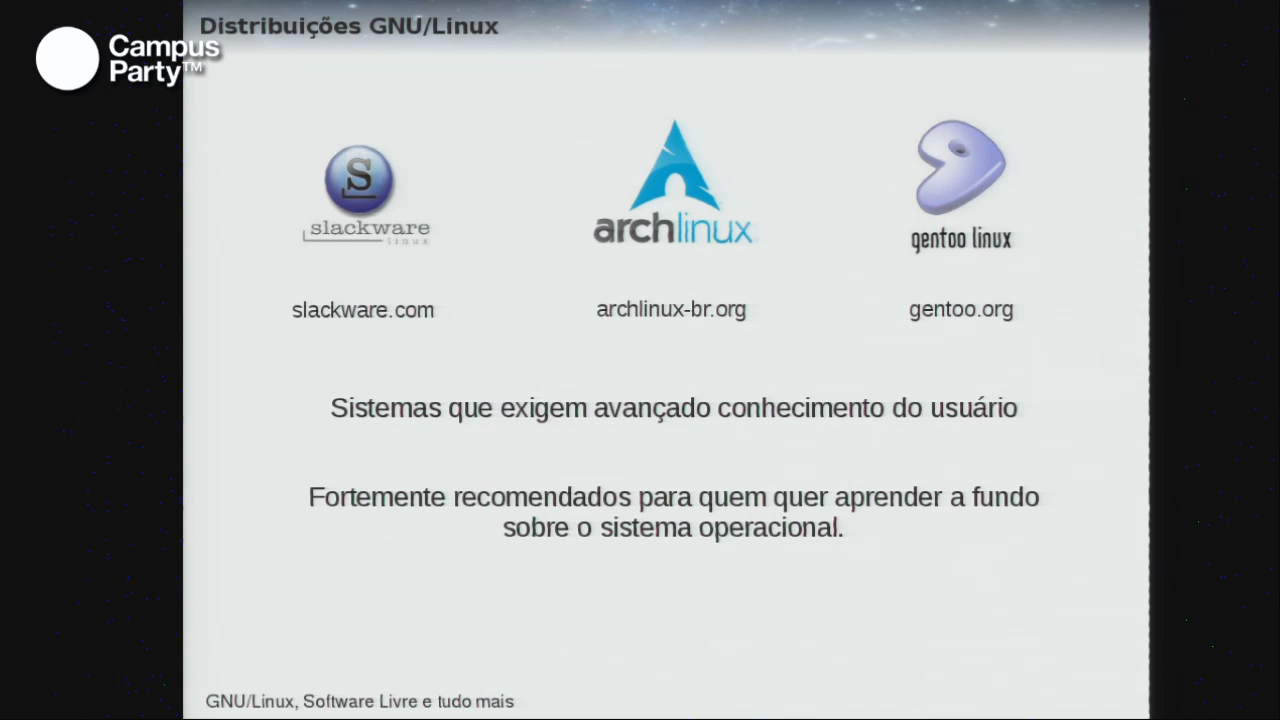 Distribuições GNU/Linux
Campus
Party™
S
slackware
linux
archlinux
gentoo linux
slackware.com
archlinux-br.org
gentoo.org
Sistemas que exigem avançado conhecimento do usuário
Fortemente recomendados para quem quer aprender a fundo
sobre o sistema operacional.
GNU/Linux, Software Livre e tudo mais